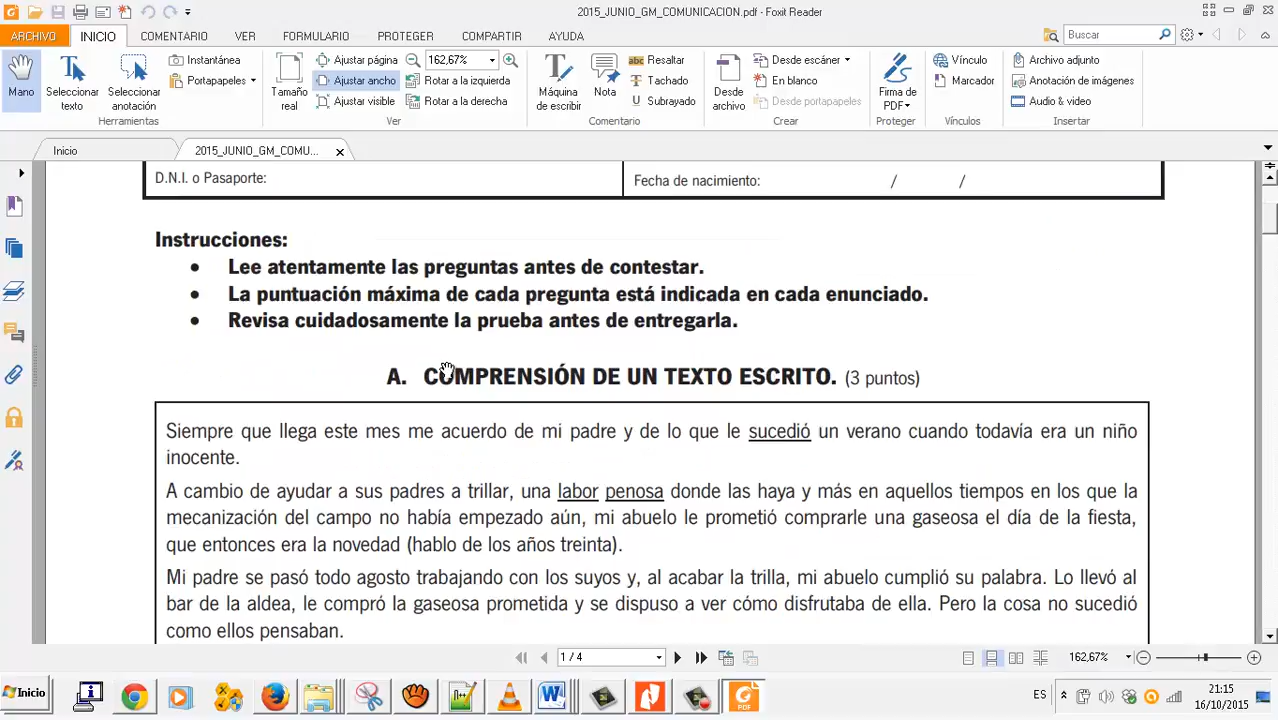 2015_JUNIO_GM_COMUNICACION.pdf - Foxit Reader
ARCHIVO INICIO COMENTARIO VER FORMULARIO PROTEGER COMPARTIR AYUDA Buscar
Mano
Seleccionar texto
Seleccionar anotación
Instantánea
Portapapeles
Herramientas
Tamaño real
Ajustar página
Ajustar ancho
Ajustar visible
162,67%
Rotar a la izquierda
Rotar a la derecha
Ver
Máquina de escribi
Nota
abc Resaltar
Tachado
U Subrayado
Comentario
Desde archivo
Desde escáner
En blanco
Desde portapapeles
Crear
Firma de PDF
Proteger
Vínculo
Marcador
Vínculos
Archivo adjunto
Anotación de imágenes
Audio & video
Insertar
Inicio 2015_JUNIO_GM_COMU...
D.N.I. o Pasaporte: Fecha de nacimiento: / /
Instrucciones:
• Lee atentamente las preguntas antes de contestar.
• La puntuación máxima de cada pregunta está indicada en cada enunciado.
• Revisa cuidadosamente la prueba antes de entregarla.
A. COMPRENSIÓN DE UN TEXTO ESCRITO. (3 puntos)
Siempre que llega este mes me acuerdo de mi padre y de lo que le sucedió un verano cuando todavía era un niño
inocente.
A cambio de ayudar a sus padres a trillar, una labor penosa donde las haya y más en aquellos tiempos en los que la
mecanización del campo no había empezado aún, mi abuelo le prometió comprarle una gaseosa el día de la fiesta,
que entonces era la novedad (hablo de los años treinta).
Mi padre se pasó todo agosto trabajando con los suyos y, al acabar la trilla, mi abuelo cumplió su palabra. Lo llevó al
bar de la aldea, le compró la gaseosa prometida y se dispuso a ver cómo disfrutaba de ella. Pero la cosa no sucedió
como ellos pensaban.
1 / 4 162,67%
Inicio ES 21:15
16/10/2015